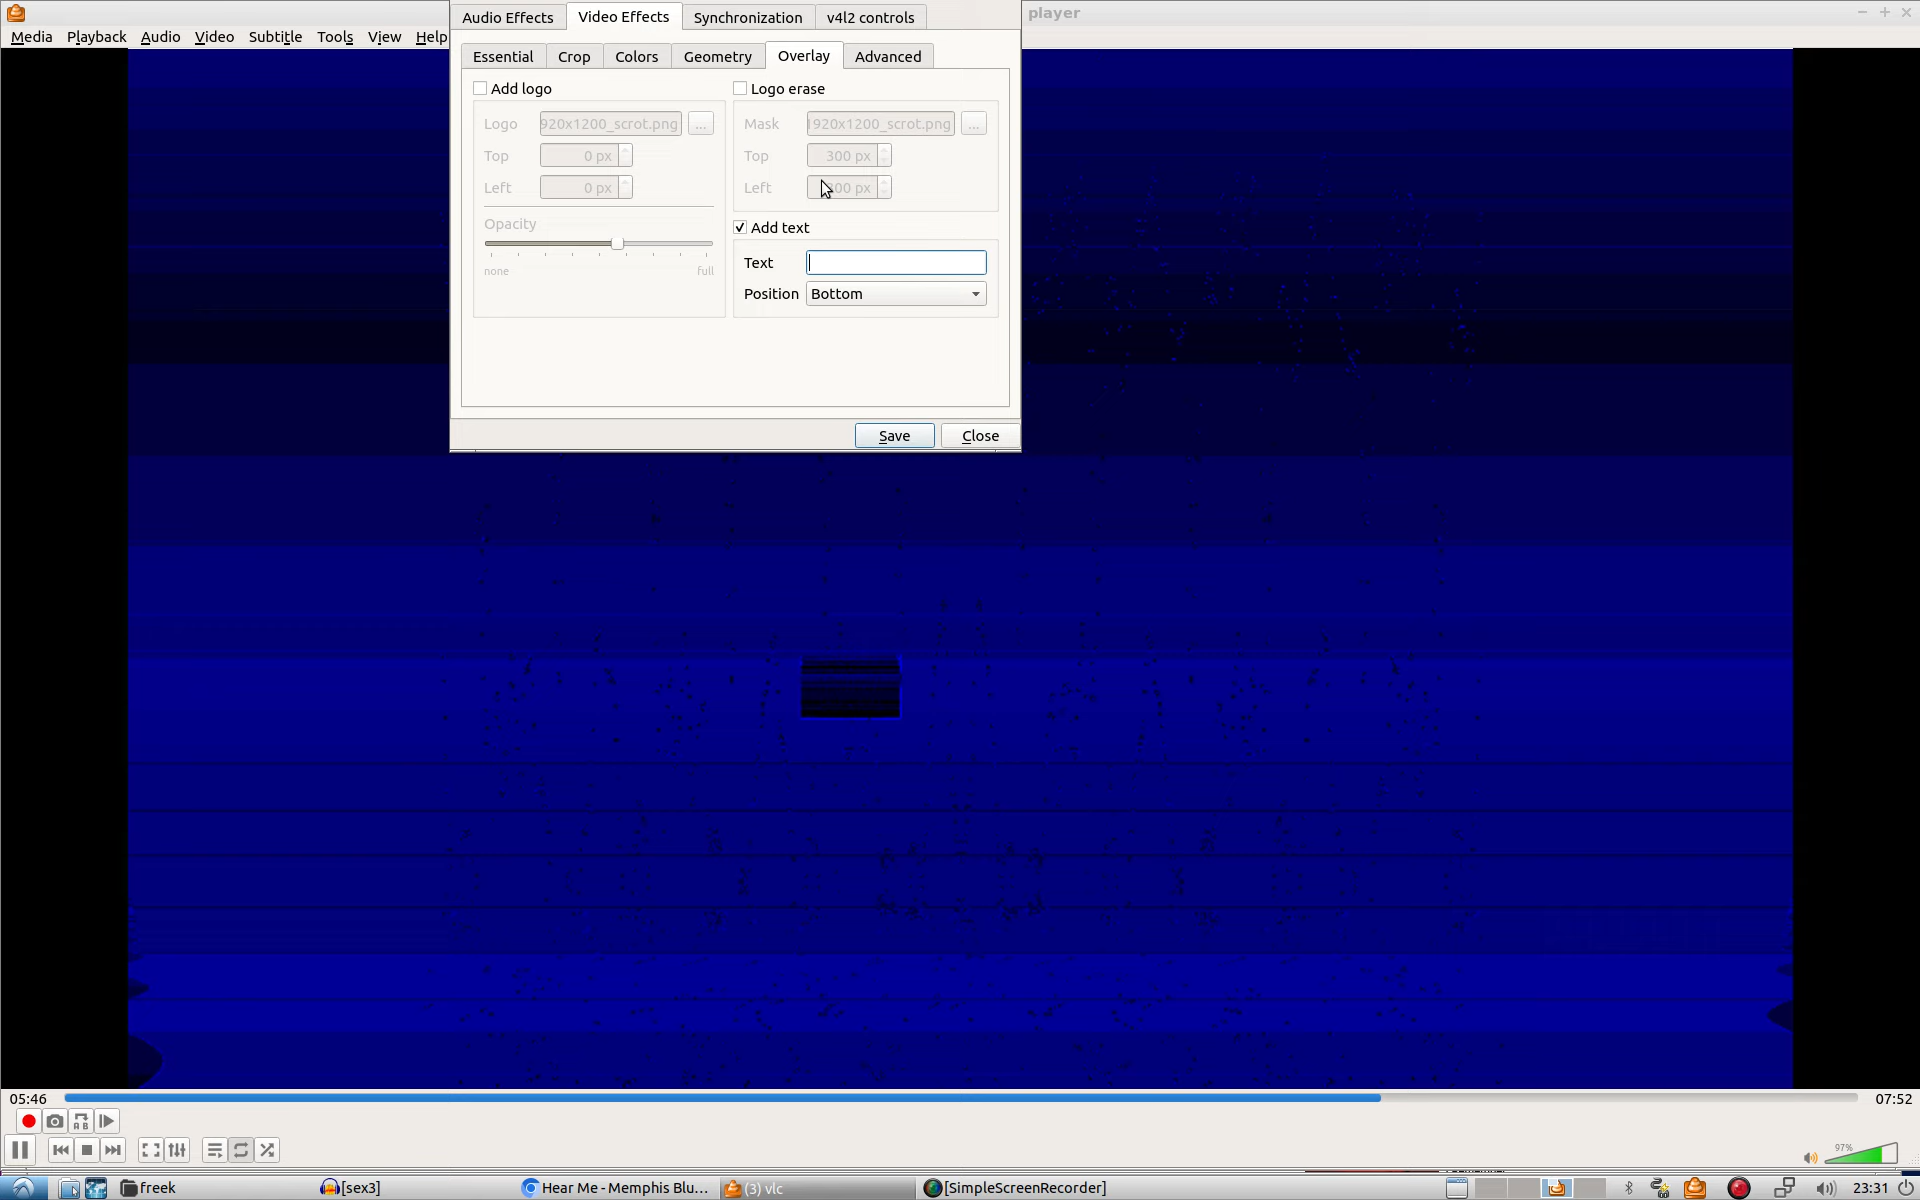 player
Media Playback Audio Video Subtitle Tools View Help
Audio Effects Video Effects Synchronization v4l2 controls
Essential Crop Colors Geometry Overlay Advanced
Add logo
Logo 920x1200_scrot.png ...
Top 0 px
Left 0 px
Opacity
none full
Logo erase
Mask 1920x1200_scrot.png ...
Top 300 px
Left 00 px
Add text
Text
Position Bottom
Save Close
05:46 07:52
A B
97%
freek [sex3] Hear Me - Memphis Blu... (3) vlc [SimpleScreenRecorder] 23:31